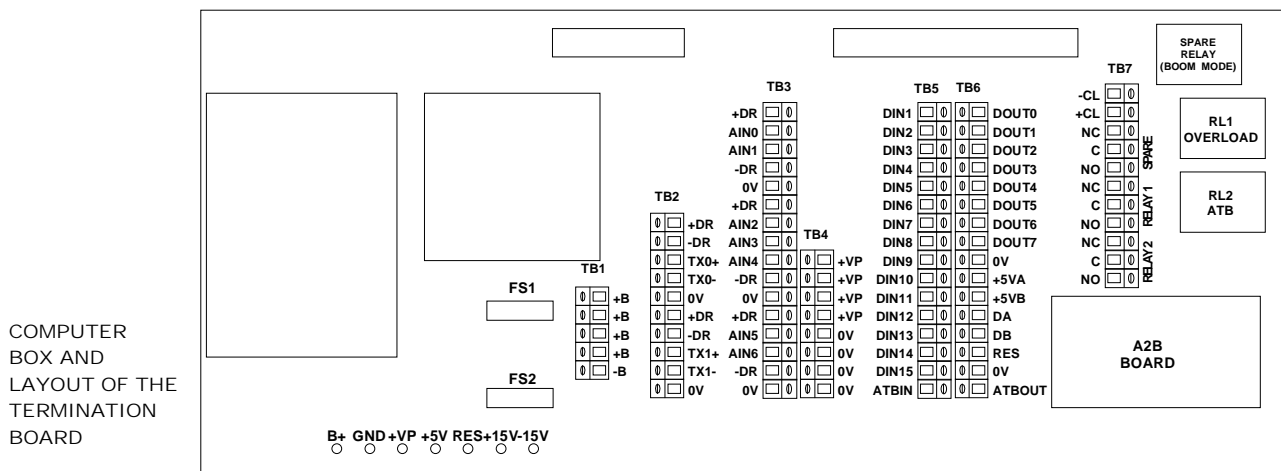 COMPUTER
BOX AND
LAYOUT OF THE
TERMINATION
BOARD
FS1
FS2
B+ GND +VP +5V RES +15V -15V
TB1
+B
+B
+B
+B
-B
TB2
+DR
-DR
TX0+
TX0-
0V
+DR
-DR
TX1+
TX1-
0V
TB3
+DR
AIN0
AIN1
-DR
0V
+DR
AIN2
AIN3
AIN4
-DR
0V
+DR
AIN5
AIN6
-DR
0V
TB4
+VP
+VP
+VP
+VP
0V
0V
0V
0V
TB5
DIN1
DIN2
DIN3
DIN4
DIN5
DIN6
DIN7
DIN8
DIN9
DIN10
DIN11
DIN12
DIN13
DIN14
DIN15
ATBIN
TB6
DOUT0
DOUT1
DOUT2
DOUT3
DOUT4
DOUT5
DOUT6
DOUT7
0V
+5VA
+5VB
DA
DB
RES
0V
ATBOUT
TB7
-CL
+CL
NC
C
NO
NC
C
NO
NC
C
NO
SPARE
RELAY 1
RELAY 2
SPARE
RELAY
(BOOM MODE)
RL1
OVERLOAD
RL2
ATB
A2B
BOARD